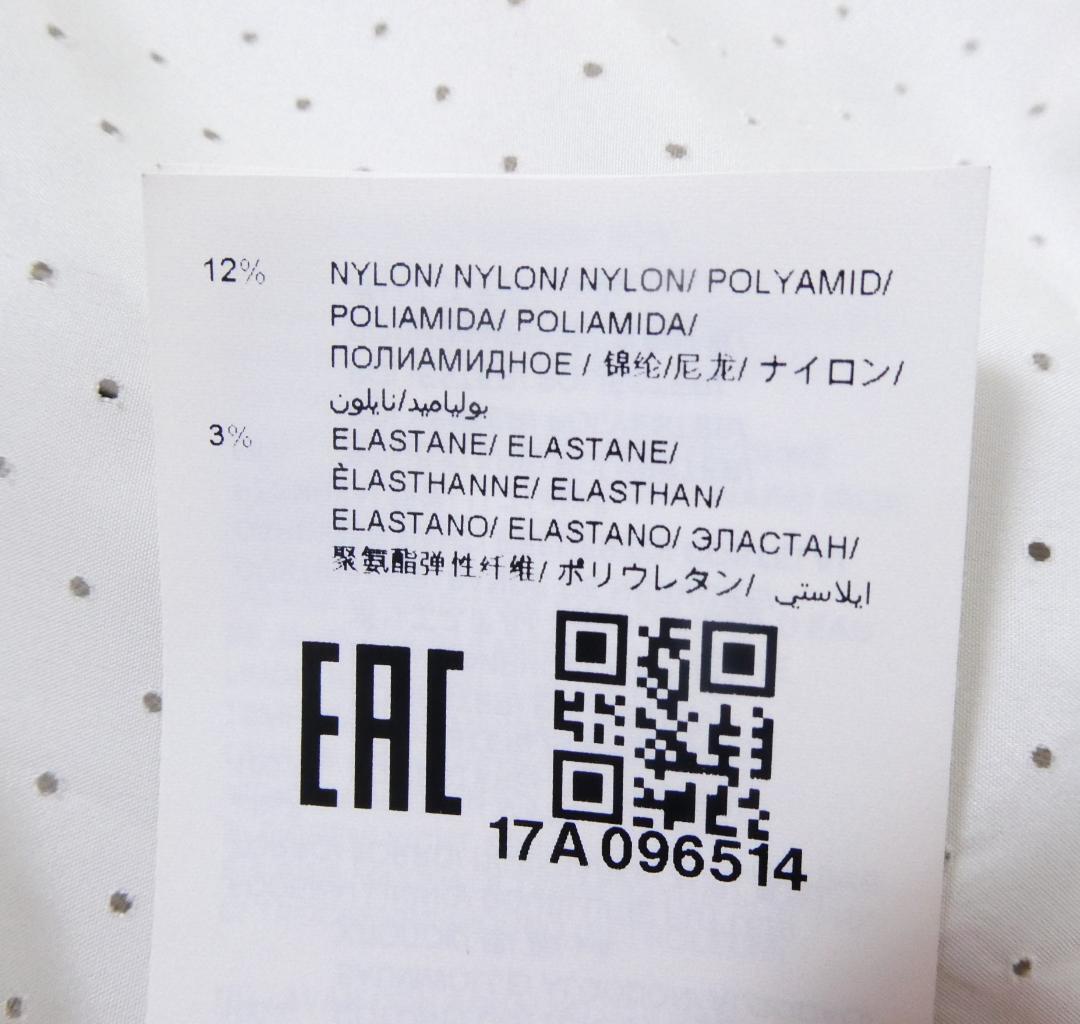 12% NYLON/ NYLON/ NYLON/ POLYAMID/
POLIAMIDA/ POLIAMIDA/
ПОЛИАМИДНОЕ / 锦纶/尼龙/ ナイロン/
بولياميد/نايلون
3% ELASTANE/ ELASTANE/
ÈLASTHANNE/ ELASTHAN/
ELASTANO/ ELASTANO/ ЭЛАСТАН/
聚氨酯弹性纤维/ ポリウレタン/ ايلاستي
EAC
17A096514